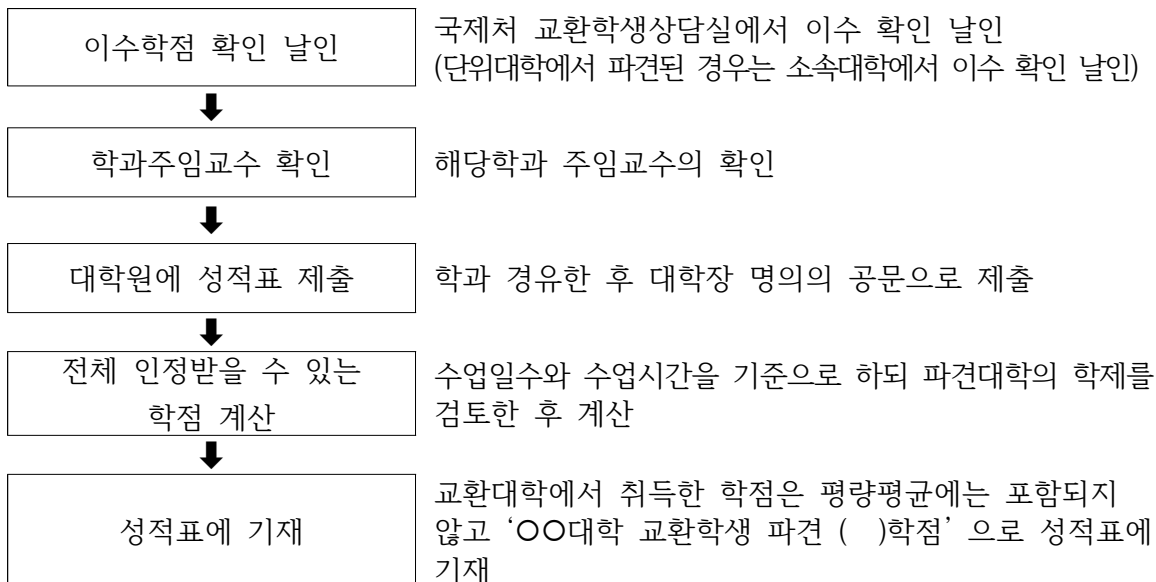 이수학점 확인 날인
국제처 교환학생상담실에서 이수 확인 날인
(단위대학에서 파견된 경우는 소속대학에서 이수 확인 날인)
학과주임교수 확인
해당학과 주임교수의 확인
대학원에 성적표 제출
학과 경유한 후 대학장 명의의 공문으로 제출
전체 인정받을 수 있는
학점 계산
수업일수와 수업시간을 기준으로 하되 파견대학의 학제를
검토한 후 계산
성적표에 기재
교환대학에서 취득한 학점은 평량평균에는 포함되지
않고 ‘○○대학 교환학생 파견 (  )학점’ 으로 성적표에
기재